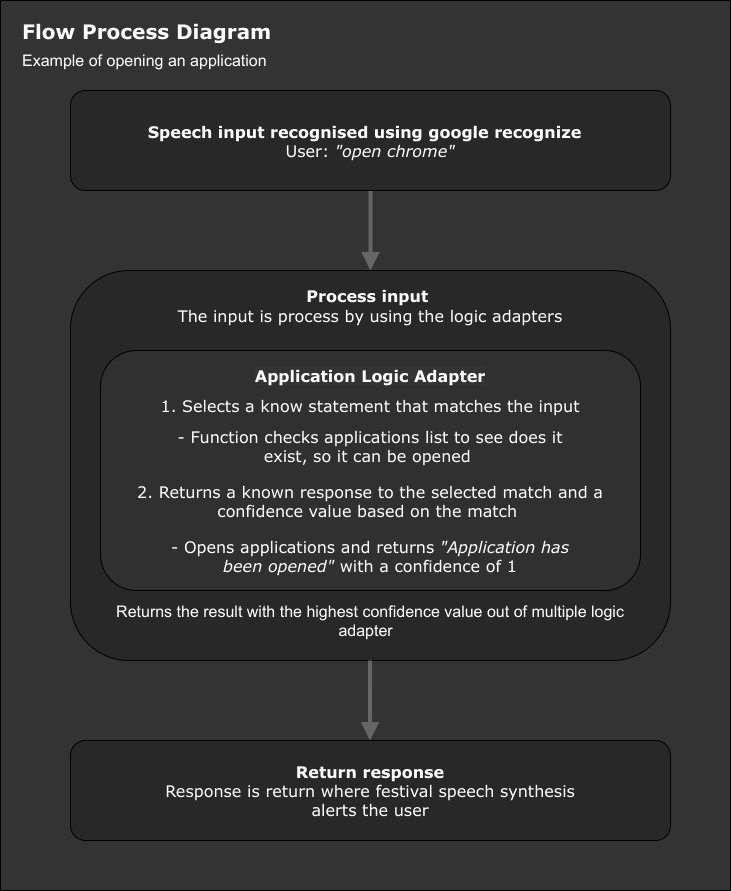 Flow Process Diagram
Example of opening an application
Speech input recognised using google recognize
User: "open chrome"
Process input
The input is process by using the logic adapters
Application Logic Adapter
1. Selects a know statement that matches the input
- Function checks applications list to see does it
exist, so it can be opened
2. Returns a known response to the selected match and a
confidence value based on the match
- Opens applications and returns "Application has
been opened" with a confidence of 1
Returns the result with the highest confidence value out of multiple logic
adapter
Return response
Response is return where festival speech synthesis
alerts the user